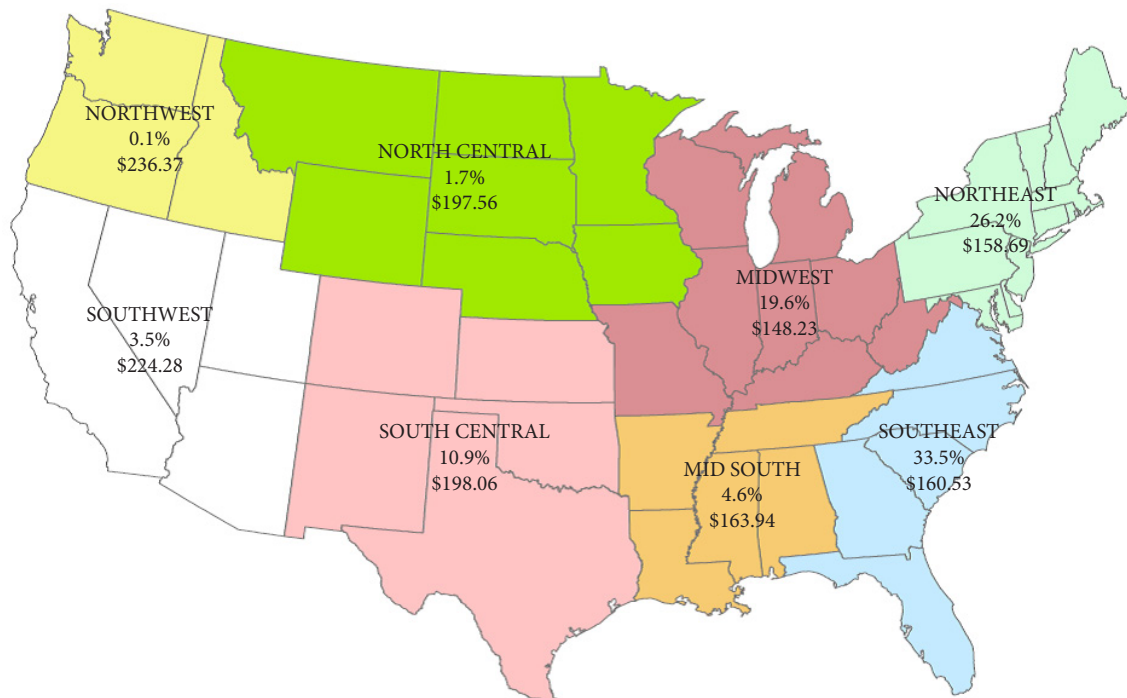 NORTHWEST
0.1%
$236.37
NORTH CENTRAL
1.7%
$197.56
NORTHEAST
26.2%
$158.69
MIDWEST
19.6%
$148.23
SOUTHWEST
3.5%
$224.28
SOUTH CENTRAL
10.9%
$198.06
MID SOUTH
4.6%
$163.94
SOUTHEAST
33.5%
$160.53